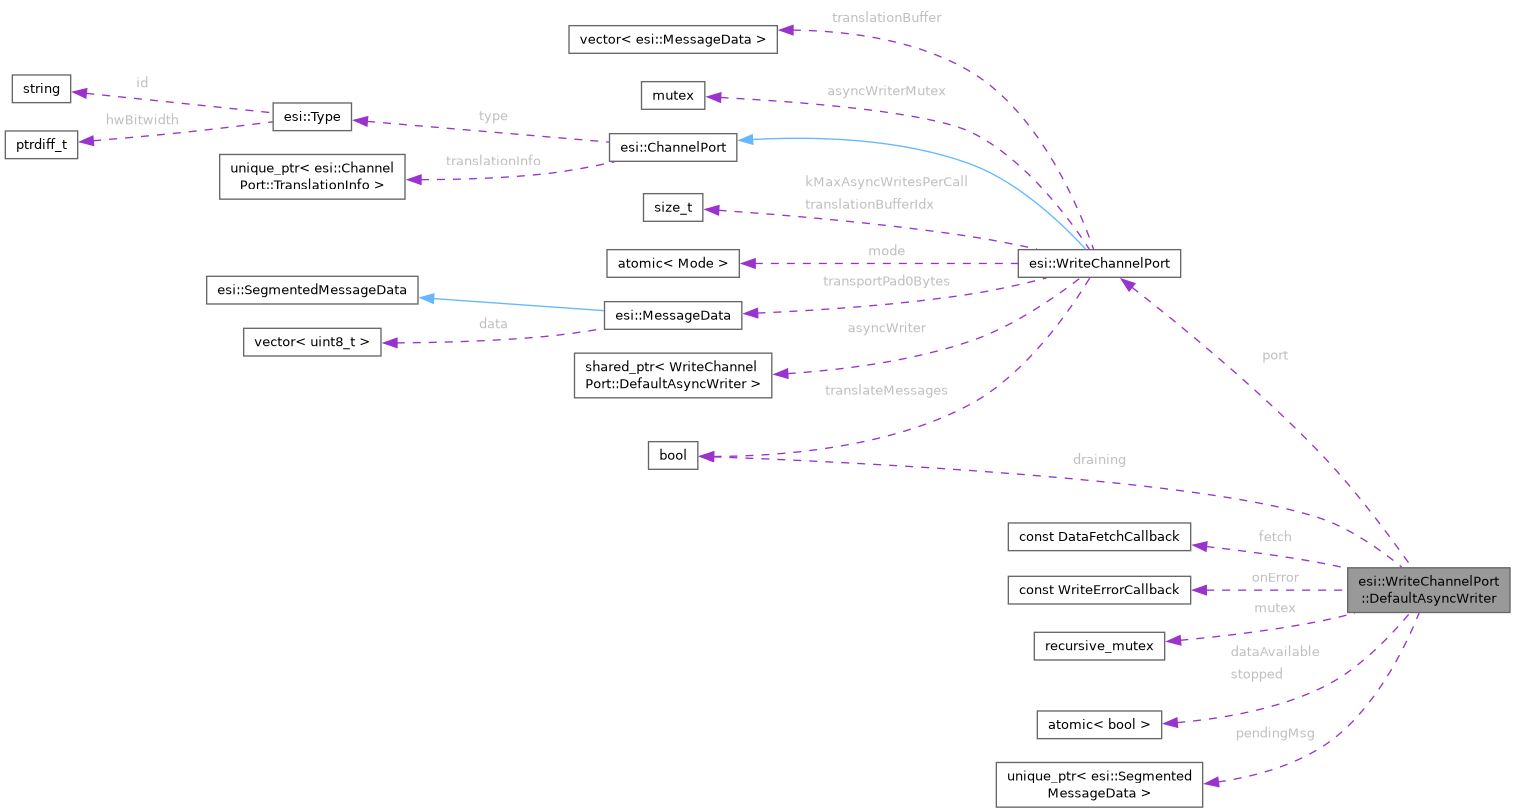 translationBuffer
vector< esi::MessageData >
string
id
mutex
asyncWriterMutex
esi::Type
type
hwBitwidth
ptrdiff_t
esi::ChannelPort
unique_ptr< esi::Channel
Port::TranslationInfo >
translationInfo
kMaxAsyncWritesPerCall
translationBufferIdx
size_t
mode
atomic< Mode >
esi::WriteChannelPort
transportPad0Bytes
esi::SegmentedMessageData
esi::MessageData
data
vector< uint8_t >
asyncWriter
shared_ptr< WriteChannel
Port::DefaultAsyncWriter >
port
translateMessages
bool
draining
const DataFetchCallback
fetch
onError
const WriteErrorCallback
esi::WriteChannelPort
::DefaultAsyncWriter
mutex
recursive_mutex
dataAvailable
stopped
atomic< bool >
pendingMsg
unique_ptr< esi::Segmented
MessageData >